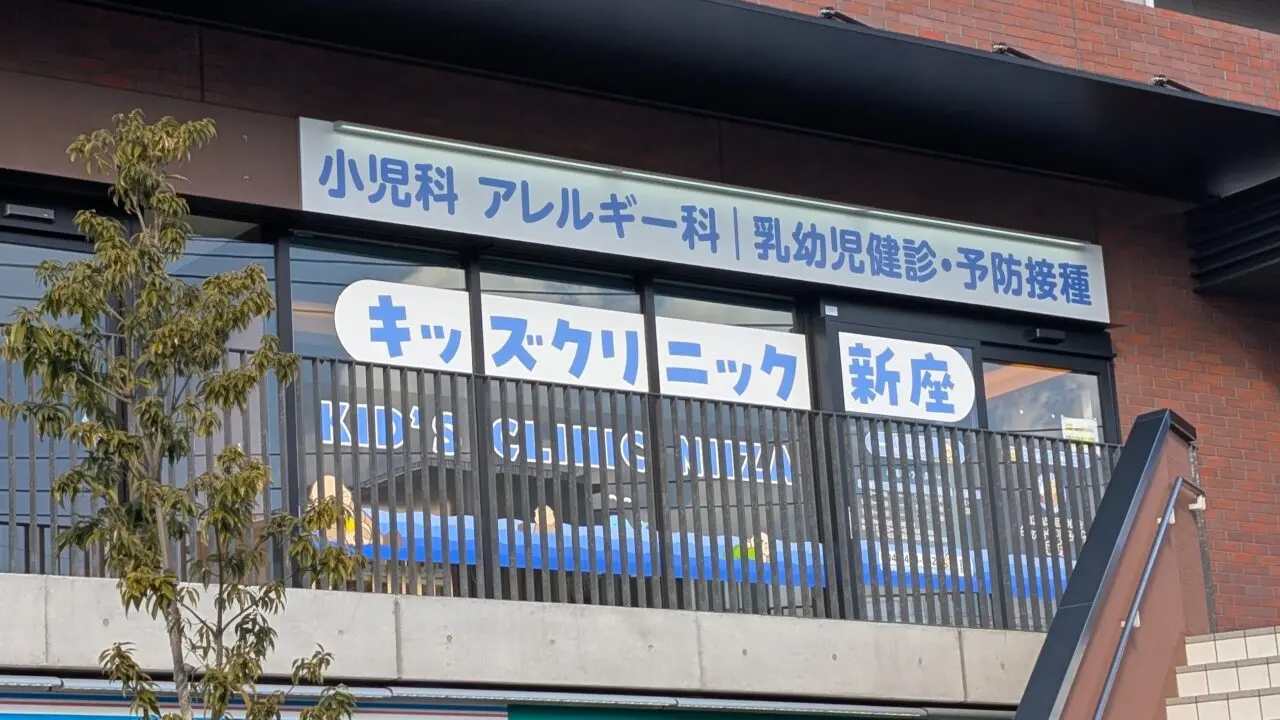 小児科 アレルギー科｜乳幼児健診・予防接種
キッズクリニック 新座
KID'S CLINIC NIIZA